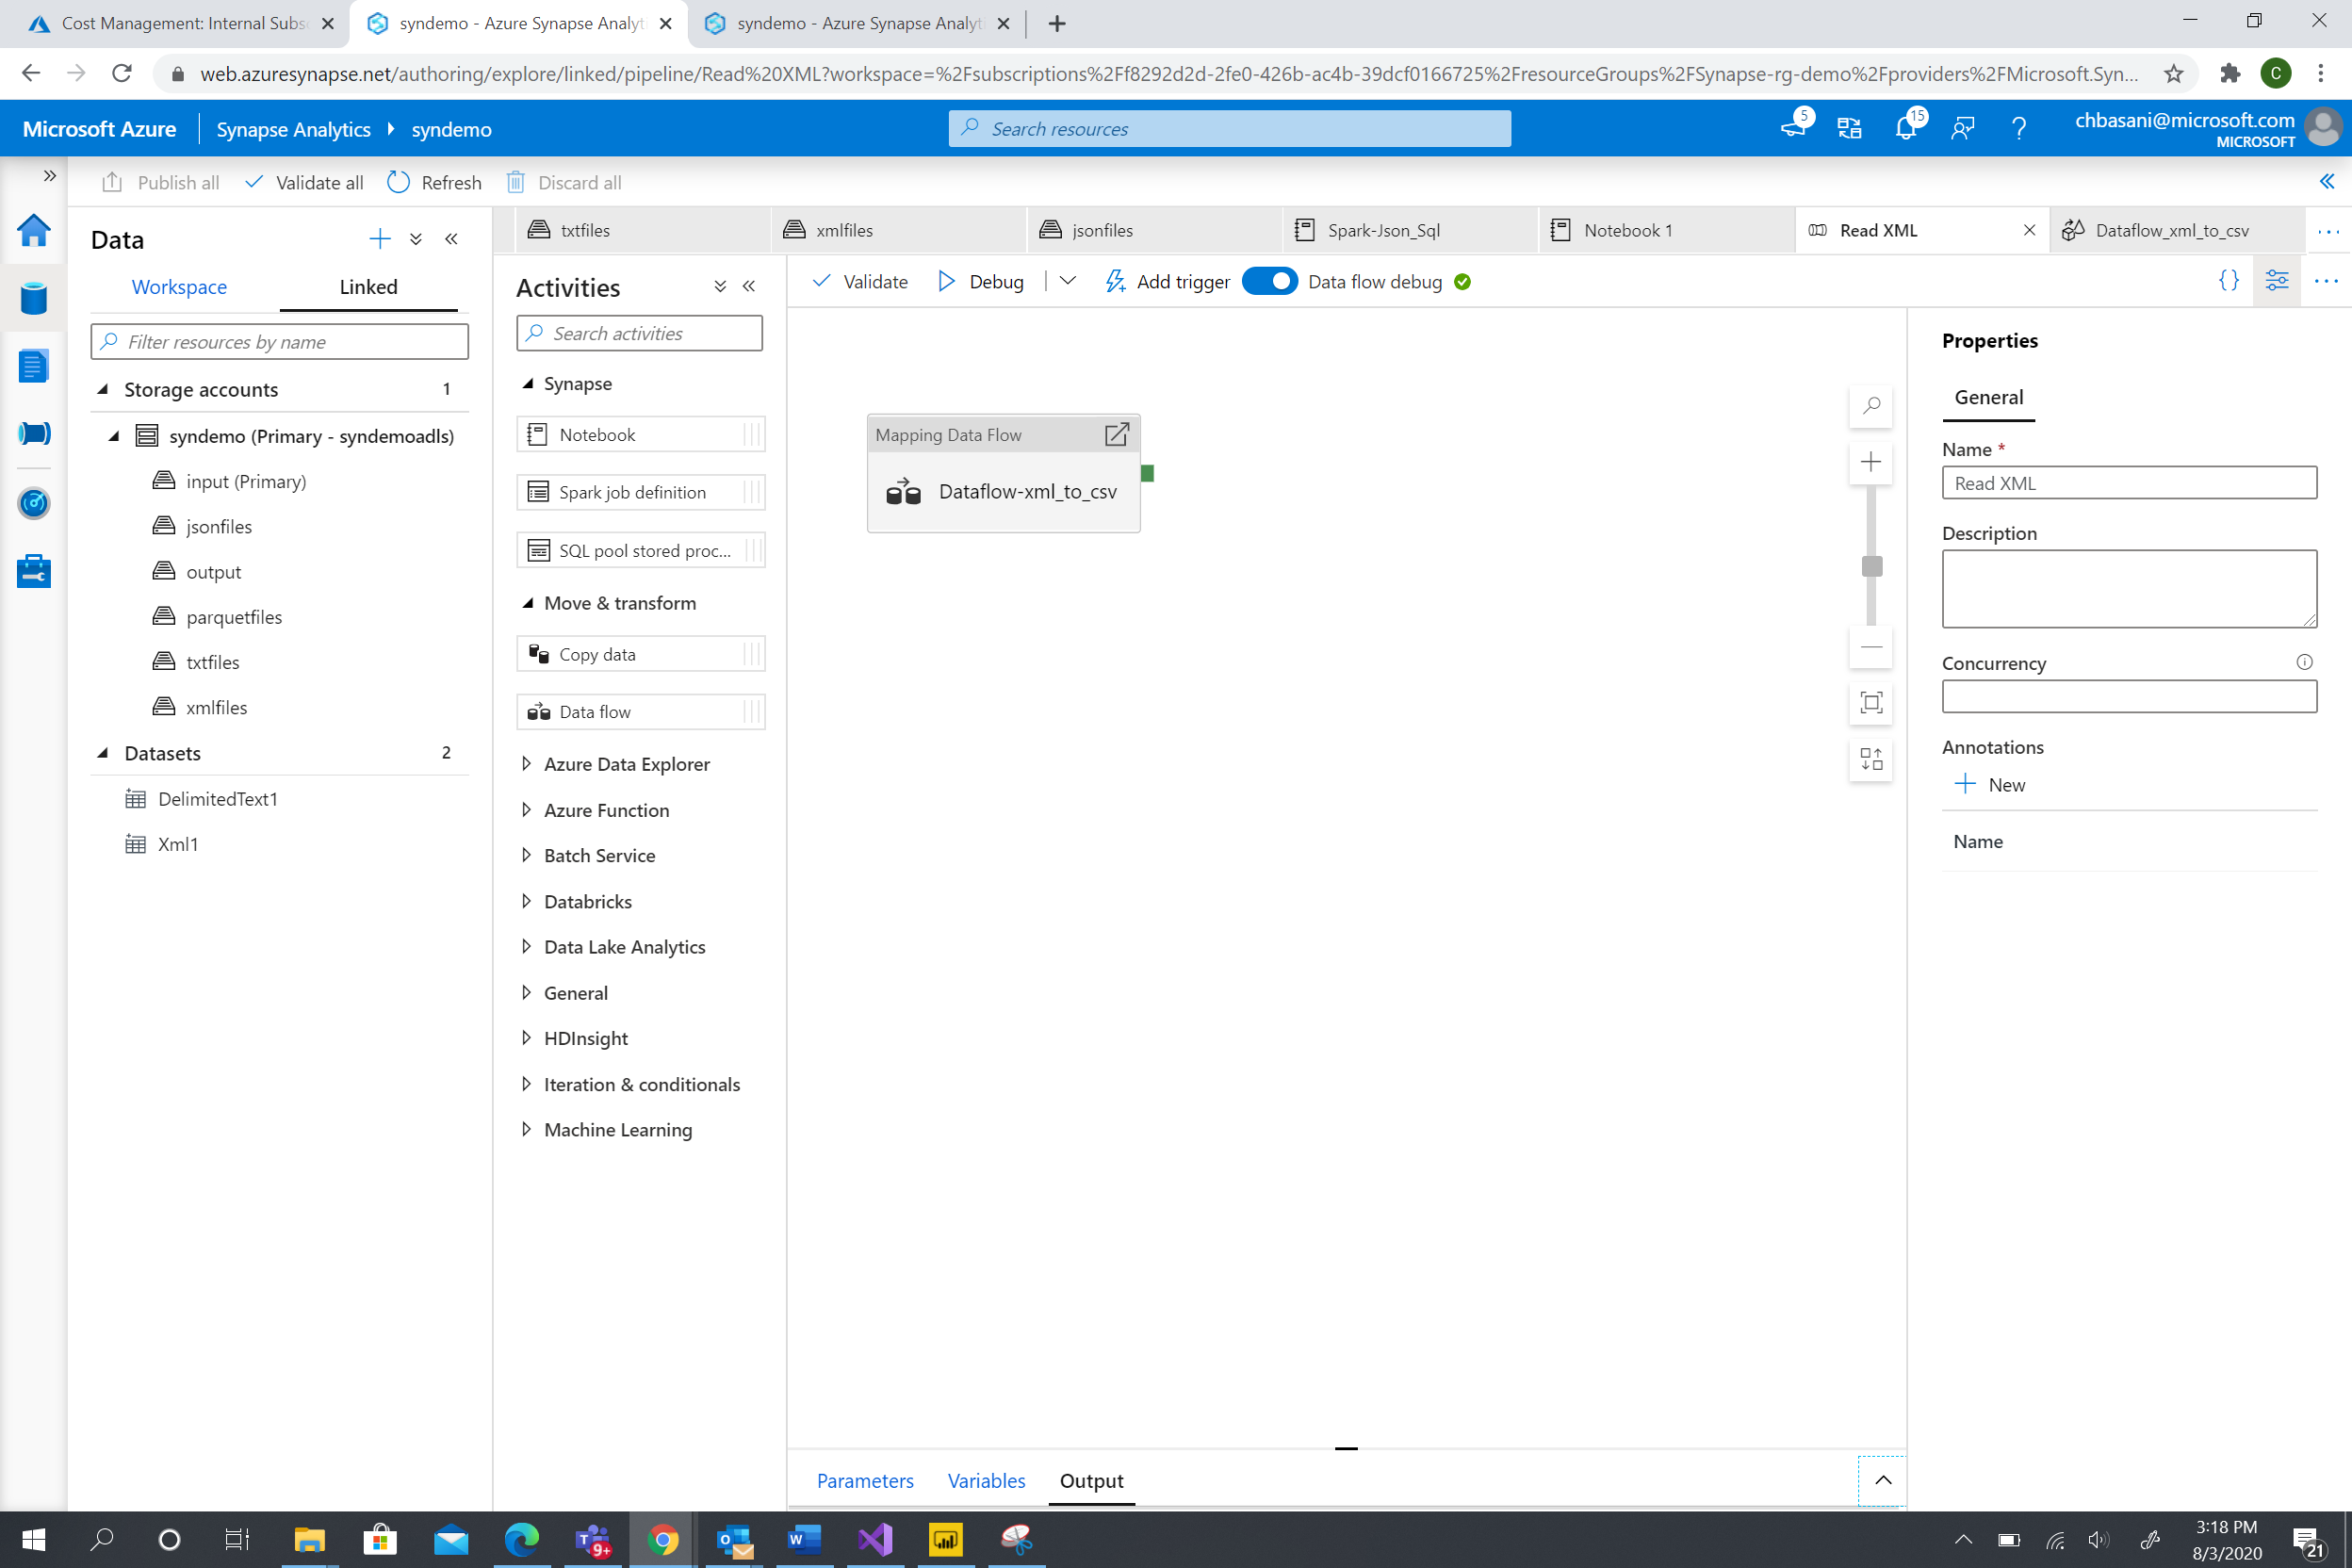 Cost Management: Internal Subs
syndemo - Azure Synapse Analyt
syndemo - Azure Synapse Analyt
web.azuresynapse.net/authoring/explore/linked/pipeline/Read%20XML?workspace=%2Fsubscriptions%2Ff8292d2d-2fe0-426b-ac4b-39dcf0166725%2FresourceGroups%2FSynapse-rg-demo%2Fproviders%2FMicrosoft.Syn...
C
Microsoft Azure
Synapse Analytics
syndemo
Search resources
5
15
chbasani@microsoft.com
MICROSOFT
Publish all
Validate all
Refresh
Discard all
Data
Workspace
Linked
Filter resources by name
Storage accounts 1
syndemo (Primary - syndemoadls)
input (Primary)
jsonfiles
output
parquetfiles
txtfiles
xmlfiles
Datasets 2
DelimitedText1
Xml1
txtfiles
xmlfiles
jsonfiles
Spark-Json_Sql
Notebook 1
Read XML
Dataflow_xml_to_csv
Activities
Search activities
Synapse
Notebook
Spark job definition
SQL pool stored proc...
Move & transform
Copy data
Data flow
Azure Data Explorer
Azure Function
Batch Service
Databricks
Data Lake Analytics
General
HDInsight
Iteration & conditionals
Machine Learning
Validate
Debug
Add trigger
Data flow debug
Mapping Data Flow
Dataflow-xml_to_csv
Parameters
Variables
Output
Properties
General
Name *
Read XML
Description
Concurrency
Annotations
New
Name
9+
3:18 PM
8/3/2020
21